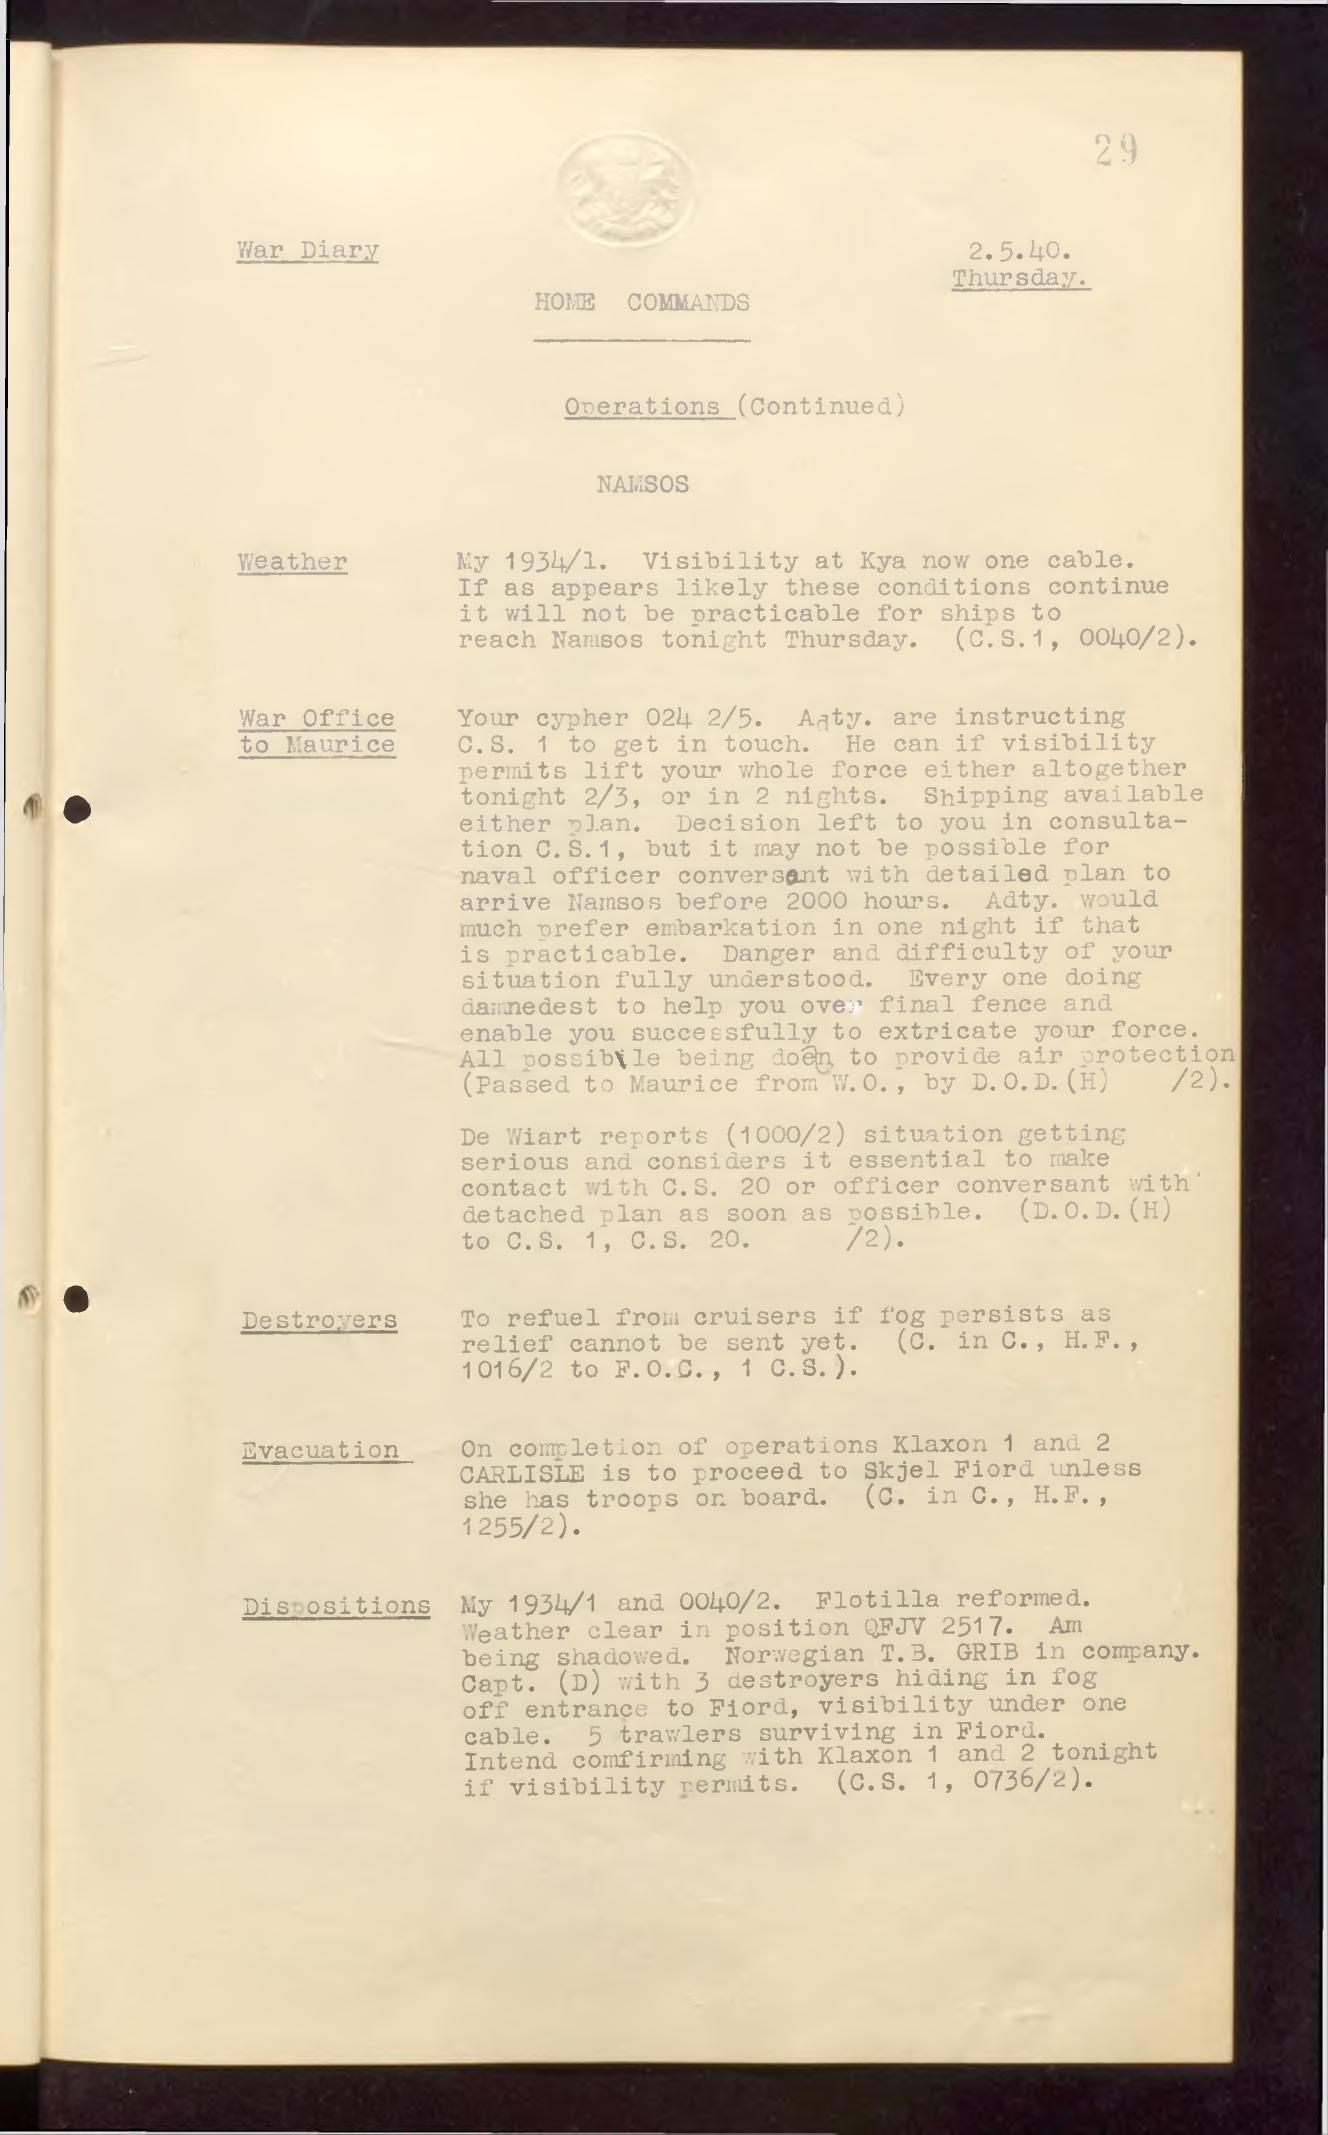 29
War Diary
2.5.40.
Thursday.
HOME COMMANDS
Operations (Continued)
NAMSOS
Weather
My 1934/1. Visibility at Kya now one cable.
If as appears likely these conditions continue
it will not be practicable for ships to
reach Namsos tonight Thursday. (C.S.1, 0040/2).
War Office
to Maurice
Your cypher 024 2/5. Adty. are instructing
C.S. 1 to get in touch. He can if visibility
permits lift your whole force either altogether
tonight 2/3, or in 2 nights. Shipping available
either plan. Decision left to you in consulta-
tion C.S.1, but it may not be possible for
naval officer conversant with detailed plan to
arrive Namsos before 2000 hours. Adty. would
much prefer embarkation in one night if that
is practicable. Danger and difficulty of your
situation fully understood. Every one doing
damnedest to help you over final fence and
enable you successfully to extricate your force.
All possible being doen to provide air protection
(Passed to Maurice from W.O., by D.O.D.(H) /2).
De Wiart reports (1000/2) situation getting
serious and considers it essential to make
contact with C.S. 20 or officer conversant with
detached plan as soon as possible. (D.O.D.(H)
to C.S. 1, C.S. 20. /2).
Destroyers
To refuel from cruisers if fog persists as
relief cannot be sent yet. (C. in C., H.F.,
1016/2 to F.O.C., 1 C.S.).
Evacuation
On completion of operations Klaxon 1 and 2
CARLISLE is to proceed to Skjel Fiord unless
she has troops on board. (C. in C., H.F.,
1255/2).
Dispositions
My 1934/1 and 0040/2. Flotilla reformed.
Weather clear in position QFJV 2517. Am
being shadowed. Norwegian T.B. GRIB in company.
Capt. (D) with 3 destroyers hiding in fog
off entrance to Fiord, visibility under one
cable. 5 trawlers surviving in Fiord.
Intend comfirming with Klaxon 1 and 2 tonight
if visibility permits. (C.S. 1, 0736/2).